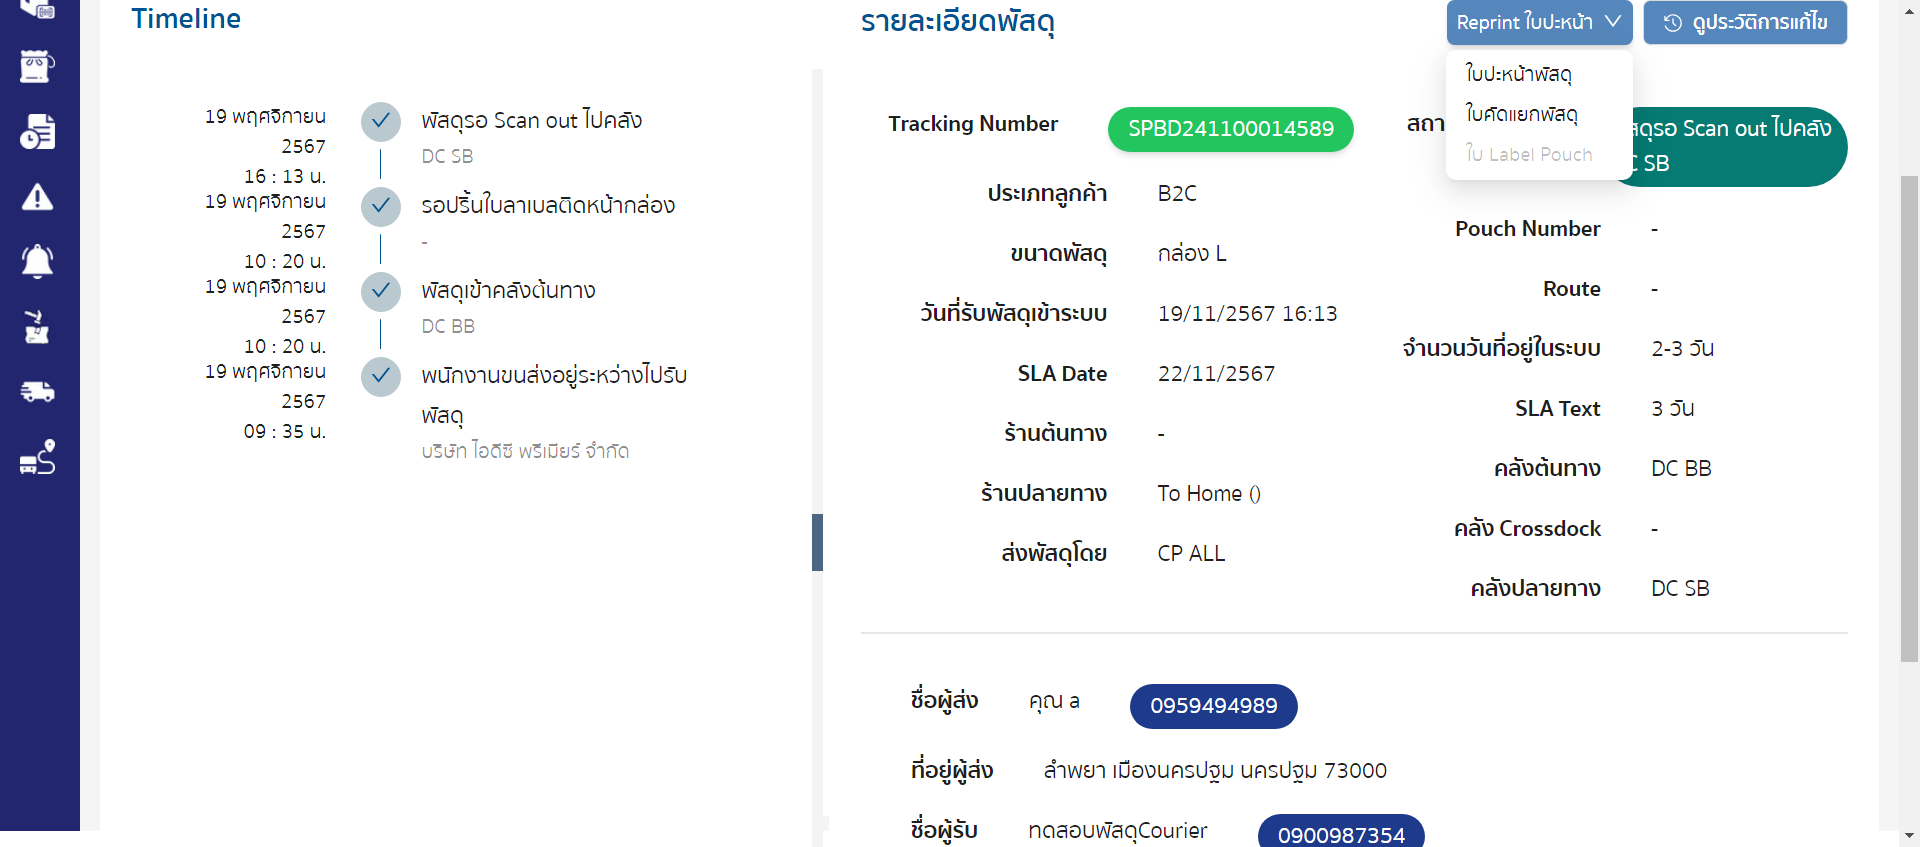 Timeline
19 พฤศจิกายน
2567
16 : 13 น.
พัสดุรอ Scan out ไปคลัง
DC SB
19 พฤศจิกายน
2567
10 : 20 น.
รอปริ้นใบลาเบลติดหน้ากล่อง
-
19 พฤศจิกายน
2567
10 : 20 น.
พัสดุเข้าคลังต้นทาง
DC BB
19 พฤศจิกายน
2567
09 : 35 น.
พนักงานขนส่งอยู่ระหว่างไปรับ
พัสดุ
บริษัท ไอดีซี พรีเมียร์ จำกัด
รายละเอียดพัสดุ
Reprint ใบปะหน้า
ดูประวัติการแก้ไข
ใบปะหน้าพัสดุ
ใบคัดแยกพัสดุ
ใบ Label Pouch
Tracking Number SPBD241100014589
สถา
สดุรอ Scan out ไปคลัง
C SB
ประเภทลูกค้า B2C
ขนาดพัสดุ กล่อง L
วันที่รับพัสดุเข้าระบบ 19/11/2567 16:13
SLA Date 22/11/2567
ร้านต้นทาง -
ร้านปลายทาง To Home ()
ส่งพัสดุโดย CP ALL
Pouch Number -
Route -
จำนวนวันที่อยู่ในระบบ 2-3 วัน
SLA Text 3 วัน
คลังต้นทาง DC BB
คลัง Crossdock -
คลังปลายทาง DC SB
ชื่อผู้ส่ง คุณ a 0959494989
ที่อยู่ผู้ส่ง ลำพยา เมืองนครปฐม นครปฐม 73000
ชื่อผู้รับ ทดสอบพัสดุCourier 0900987354